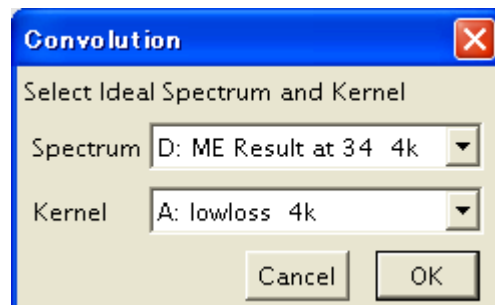 Convolution
Select Ideal Spectrum and Kernel
Spectrum D: ME Result at 34 4k
Kernel A: lowloss 4k
Cancel OK